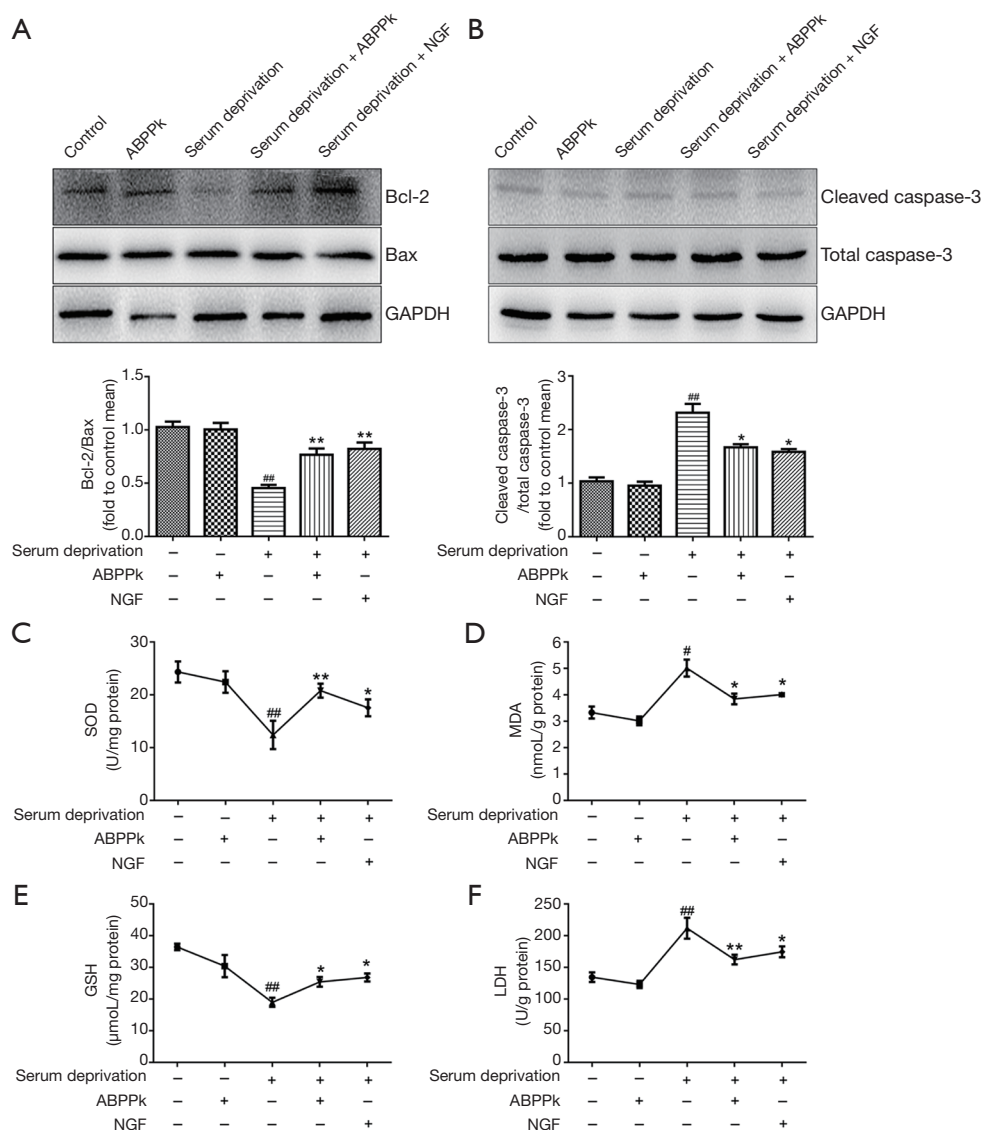 A
Control
ABPPk
Serum deprivation
Serum deprivation + ABPPk
Serum deprivation + NGF
Bcl-2
Bax
GAPDH
1.5
1.0
0.5
0.0
Bcl-2/Bax
(fold to control mean)
##
**
**
Serum deprivation − − + + +
ABPPk − + − + −
NGF − − − − +
B
Control
ABPPk
Serum deprivation
Serum deprivation + ABPPk
Serum deprivation + NGF
Cleaved caspase-3
Total caspase-3
GAPDH
3
2
1
0
Cleaved caspase-3
/total caspase-3
(fold to control mean)
##
*
*
− − + + +
− + − + −
− − − − +
C
30
20
10
0
SOD
(U/mg protein)
##
**
*
Serum deprivation − − + + +
ABPPk − + − + −
NGF − − − − +
D
6
5
4
3
2
1
0
MDA
(nmoL/g protein)
#
*
*
Serum deprivation − − + + +
ABPPk − + − + −
NGF − − − − +
E
50
40
30
20
10
0
GSH
(μmoL/mg protein)
##
*
*
Serum deprivation − − + + +
ABPPk − + − + −
NGF − − − − +
F
250
200
150
100
50
0
LDH
(U/g protein)
##
**
*
Serum deprivation − − + + +
ABPPk − + − + −
NGF − − − − +